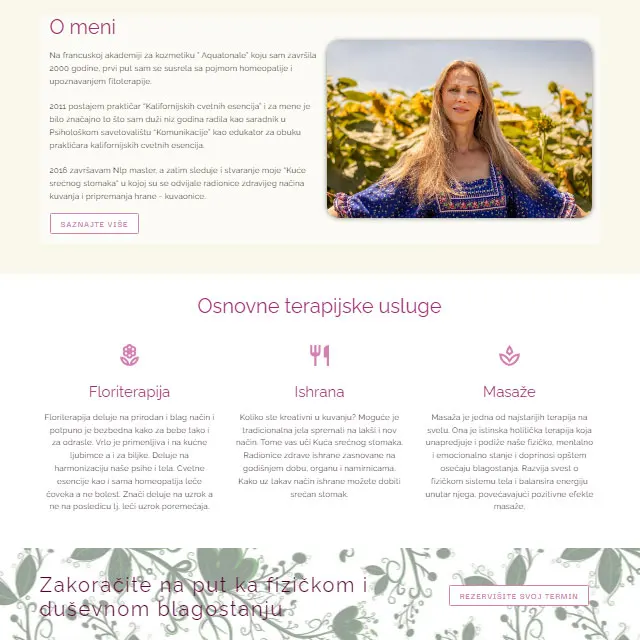 O meni
Na francuskoj akademiji za kozmetiku " Aquatonale" koju sam završila
2000 godine, prvi put sam se susrela sa pojmom homeopatije i
upoznavanjem fitoterapije.
2011 postajem praktičar "Kalifornijskih cvetnih esencija" i za mene je
bilo značajno to što sam duži niz godina radila kao saradnik u
Psihološkom savetovalištu "Komunikacije" kao edukator za obuku
praktičara kalifornijskih cvetnih esencija.
2016 završavam Nlp master, a zatim sleduje i stvaranje moje "Kuće
srećnog stomaka" u kojoj su se odvijale radionice zdravijeg načina
kuvanja i pripremanja hrane - kuvaonice.
SAZNAJTE VIŠE
Osnovne terapijske usluge
Floriterapija
Floriterapija deluje na prirodan i blag način i
potpuno je bezbedna kako za bebe tako i
za odrasle. Vrlo je primenljiva i na kućne
ljubimce a i za biljke. Deluje na
harmonizaciju naše psihe i tela. Cvetne
esencije kao i sama homeopatija leče
čoveka a ne bolest. Znači deluje na uzrok a
ne na posledicu tj. leči uzrok poremećaja.
Ishrana
Koliko ste kreativni u kuvanju? Moguće je
tradicionalna jela spremati na lakši i nov
način. Tome vas uči Kuća srećnog stomaka.
Radionice zdrave ishrane zasnovane na
godišnjem dobu, organu i namirnicama.
Kako uz takav način ishrane možete dobiti
srećan stomak.
Masaže
Masaža je jedna od najstarijih terapija na
svetu. Ona je istinska holitička terapija koja
unapređuje i podiže naše fizičko, mentalno
i emocionalno stanje i doprinosi opštem
osećaju blagostanja. Razvija svest o
fizičkom sistemu tela i balansira energiju
unutar njega, povećavajući pozitivne efekte
masaže.
Zakoračite na put ka fizičkom i
duševnom blagostanju
REZERVIŠITE SVOJ TERMIN